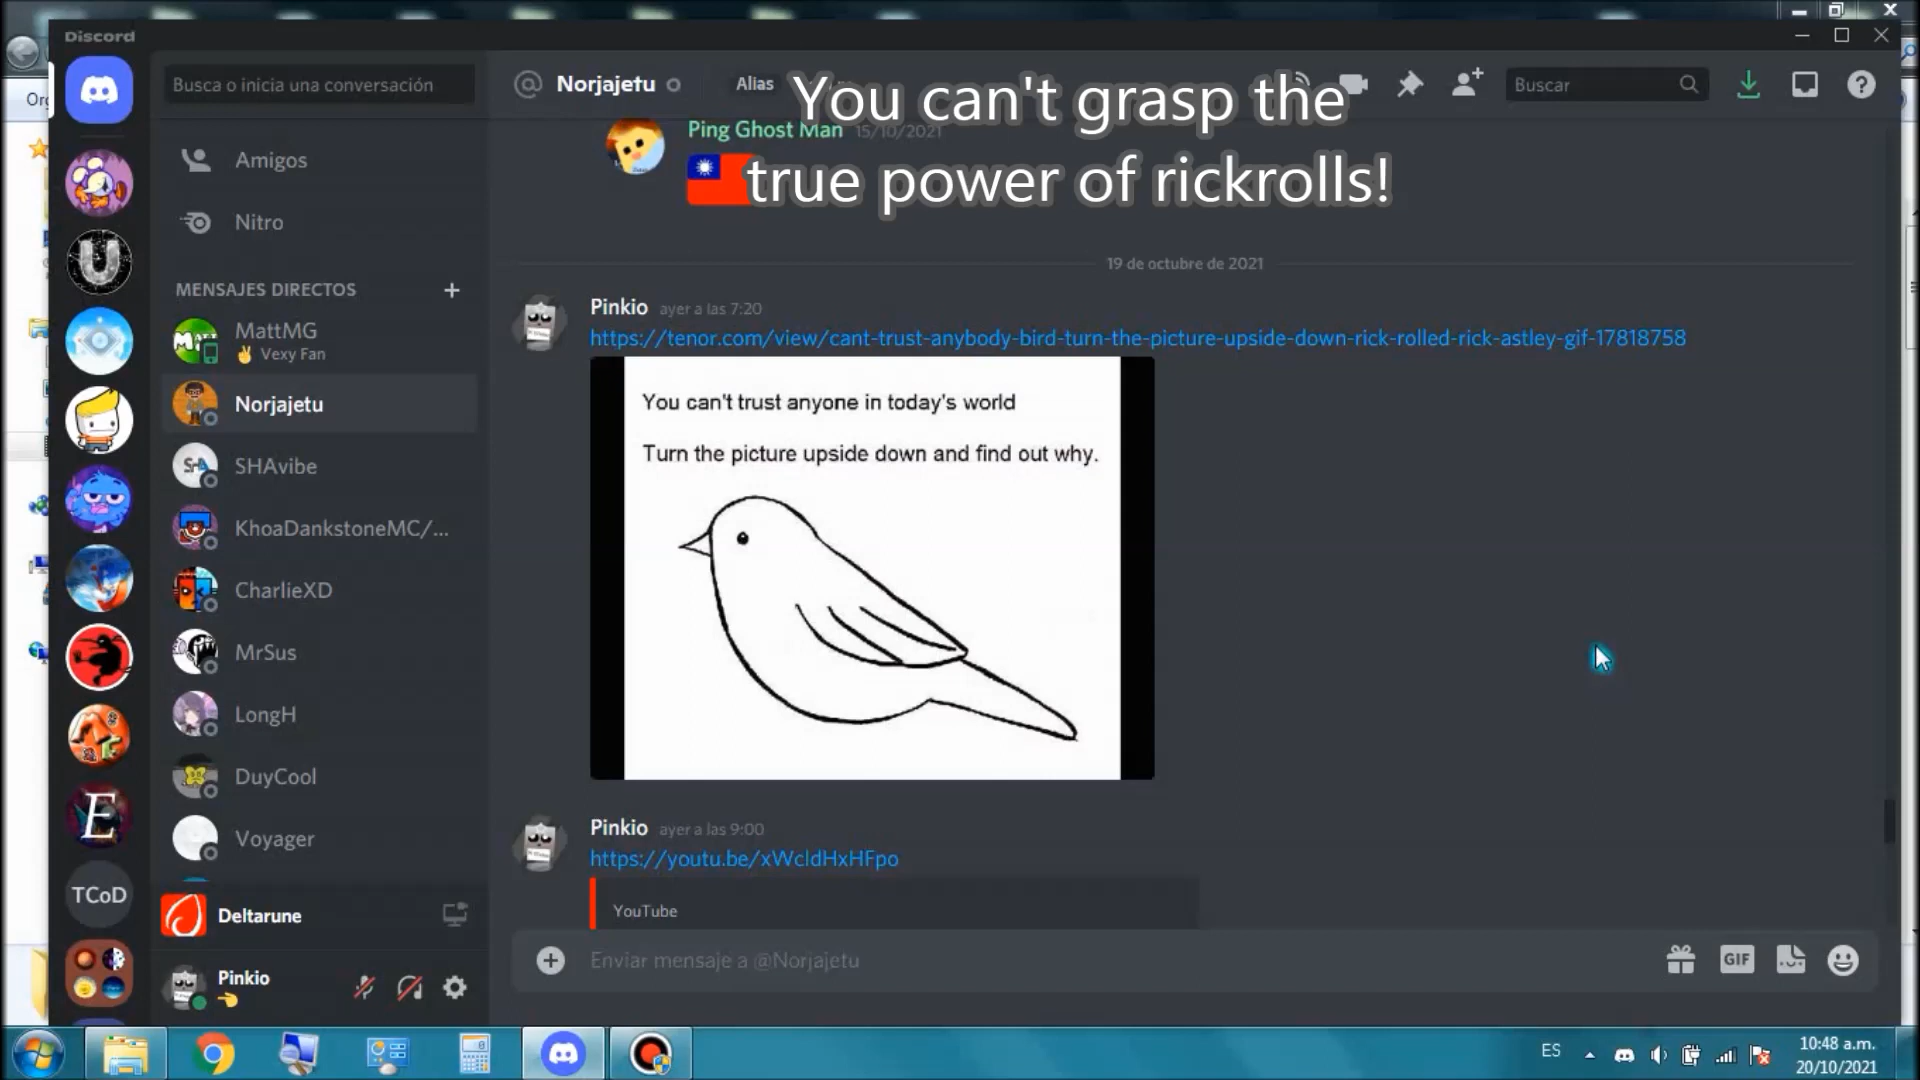 Discord
Busca o inicia una conversación
Amigos
Nitro
MENSAJES DIRECTOS
MattMG
Vexy Fan
Norjajetu
SHAvibe
KhoaDankstoneMC/...
CharlieXD
MrSus
LongH
DuyCool
Voyager
Deltarune
Pinkio
U
E
TCoD
Norjajetu
Alias
Buscar
You can't grasp the
true power of rickrolls!
Ping Ghost Man 15/10/2021
19 de octubre de 2021
Pinkio ayer a las 7:20
https://tenor.com/view/cant-trust-anybody-bird-turn-the-picture-upside-down-rick-rolled-rick-astley-gif-17818758
You can't trust anyone in today's world
Turn the picture upside down and find out why.
Pinkio ayer a las 9:00
https://youtu.be/xWcldHxHFpo
YouTube
Enviar mensaje a @Norjajetu
GIF
ES
10:48 a.m.
20/10/2021